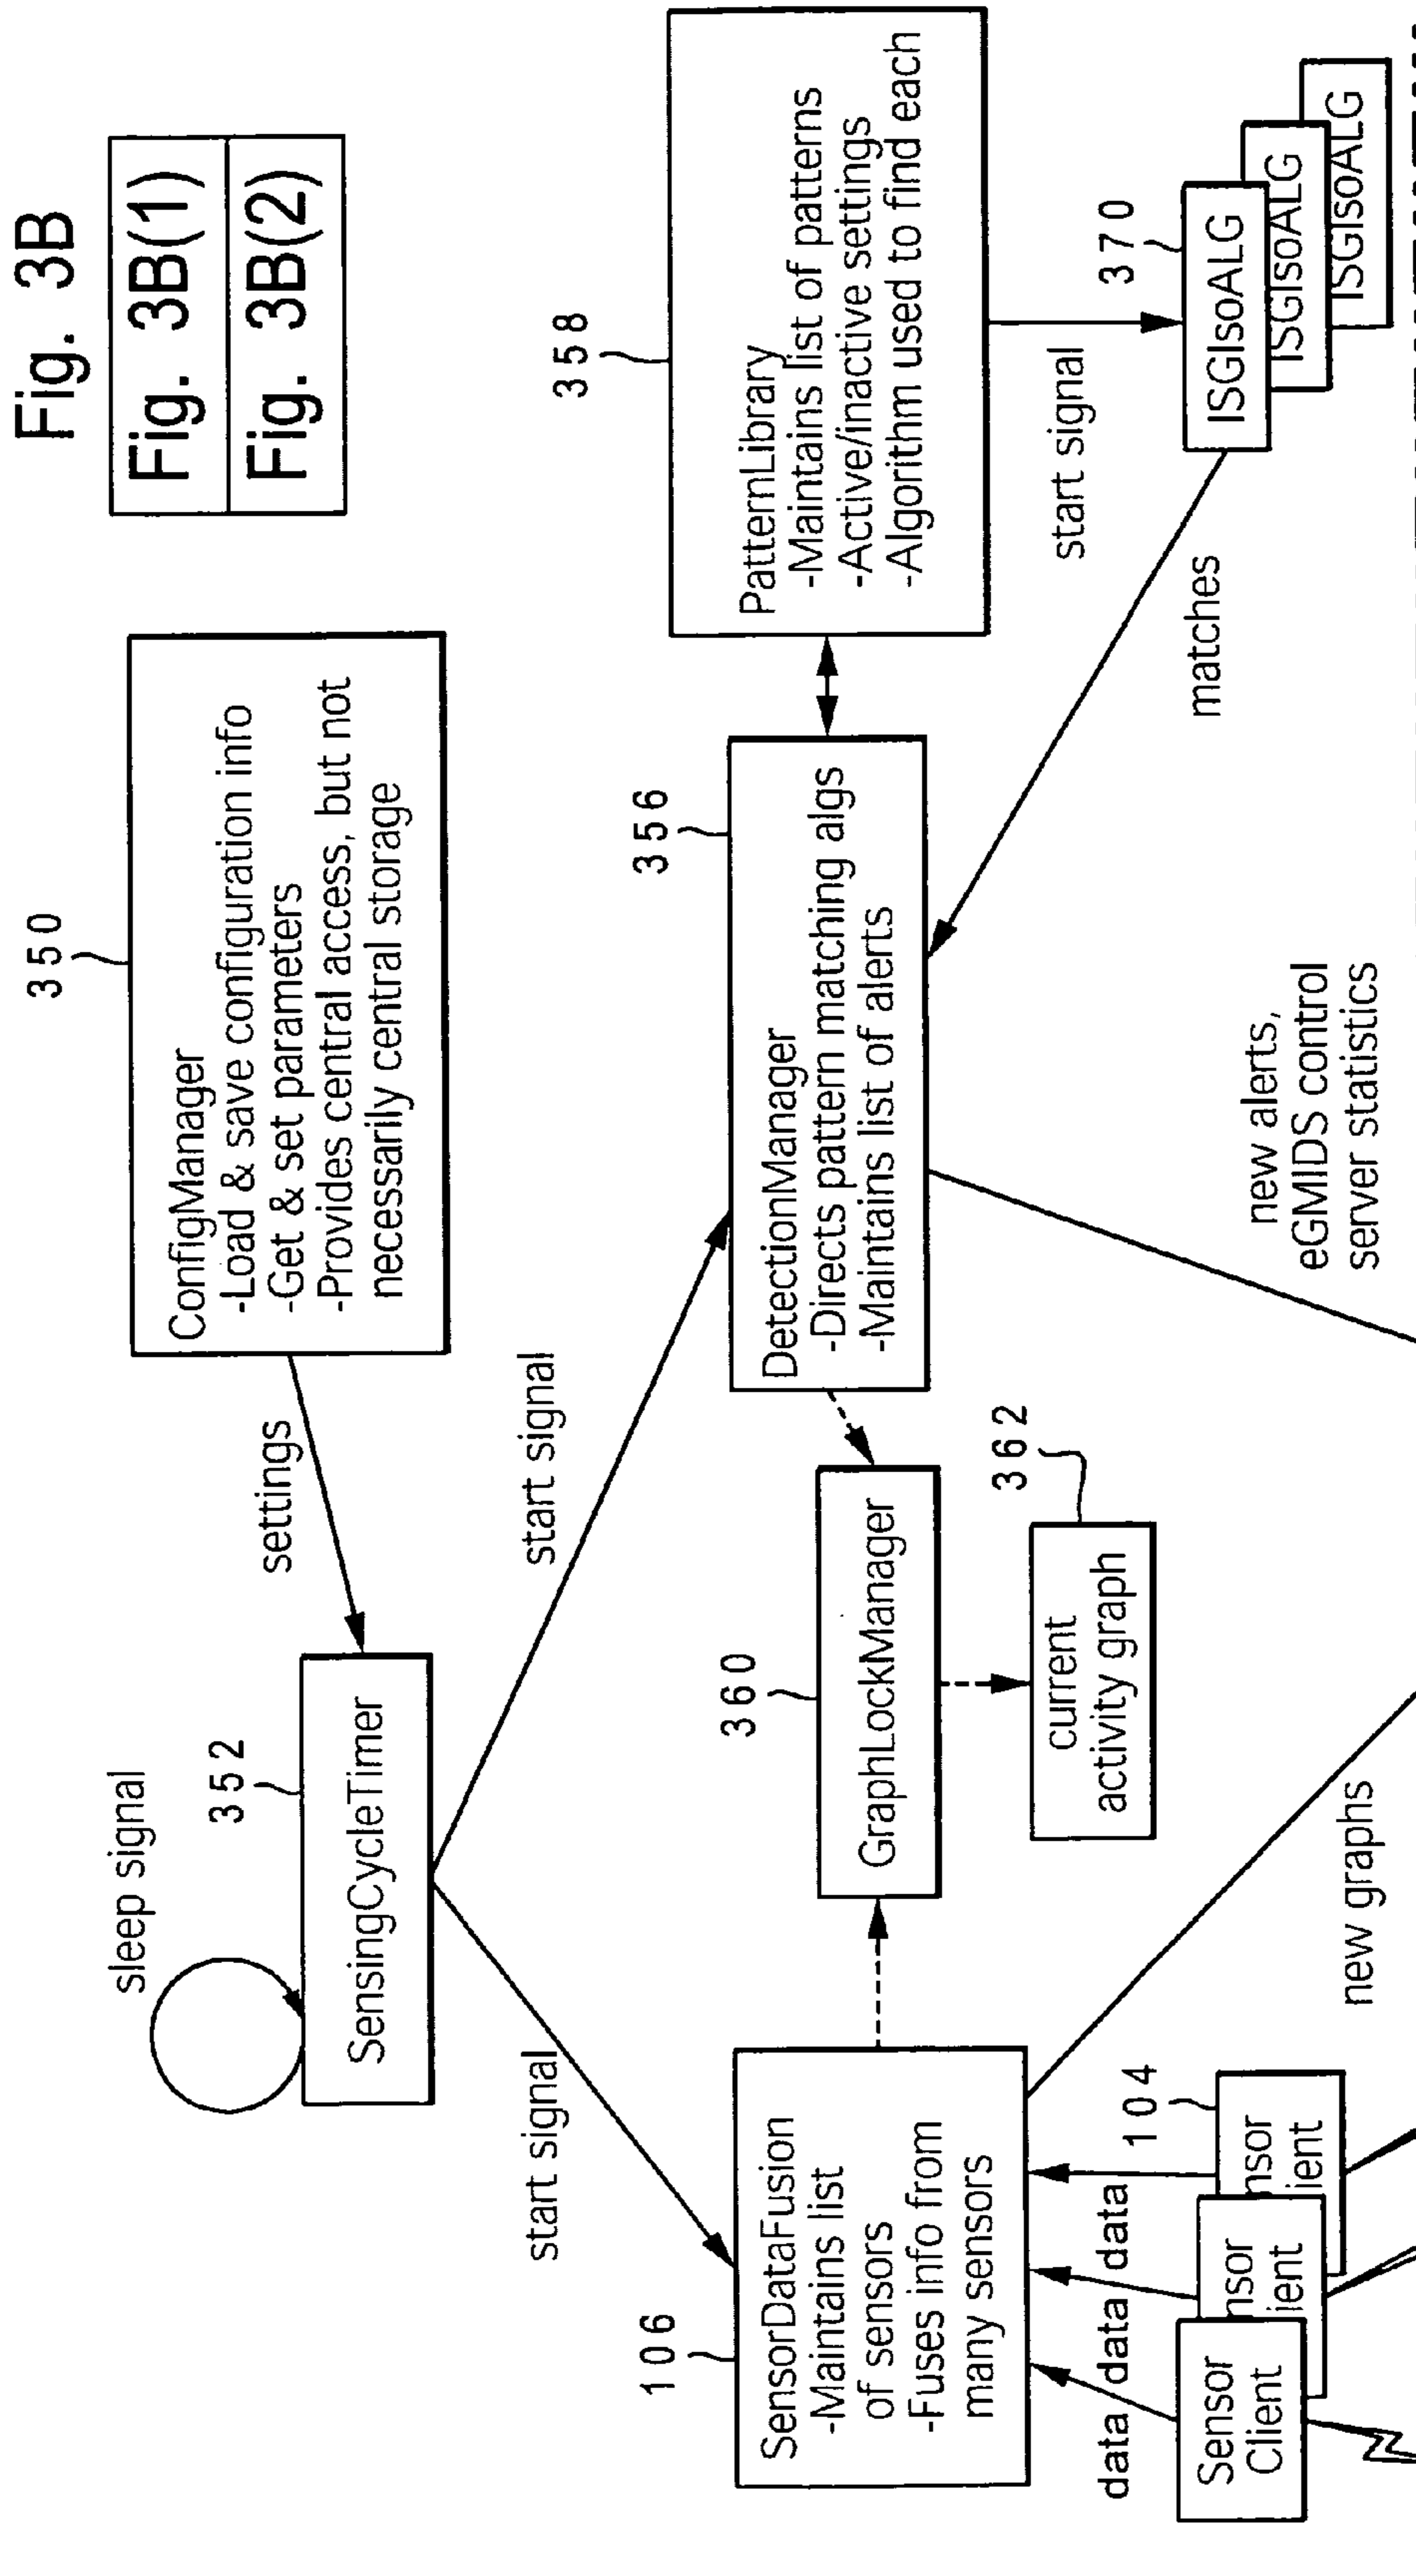 Fig. 3B
Fig. 3B(1)
Fig. 3B(2)
350
ConfigManager
-Load & save configuration info
-Get & set parameters
-Provides central access, but not
necessarily central storage
settings
sleep signal
352
SensingCycleTimer
start signal
start signal
358
PatternLibrary
-Maintains list of patterns
-Active/inactive settings
-Algorithm used to find each
356
DetectionManager
-Directs pattern matching algs
-Maintains list of alerts
360
GraphLockManager
362
current
activity graph
106
SensorDataFusion
-Maintains list
of sensors
-Fuses info from
many sensors
start signal
370
ISGIsoALG
ISGIsoALG
ISGIsoALG
matches
data data data
104
Sensor
Client
nsor
ient
nsor
ient
new graphs
new alerts,
eGMIDS control
server statistics